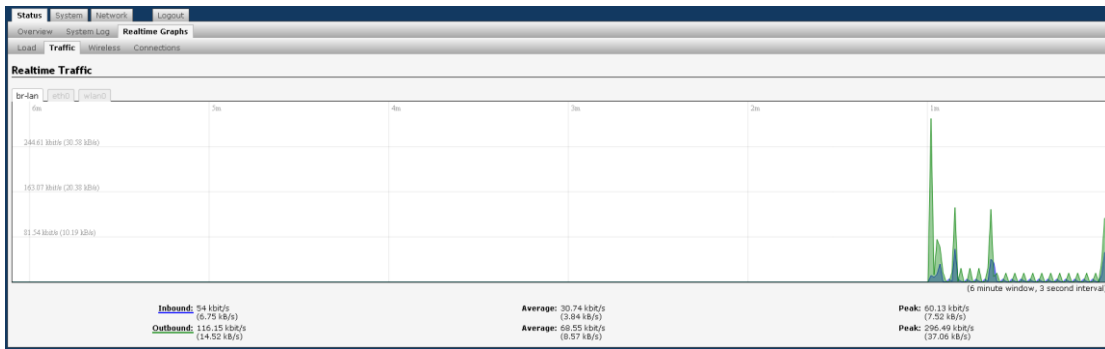 Status System Network Logout
Overview System Log Realtime Graphs
Load Traffic Wireless Connections
Realtime Traffic
br-lan eth0 wlan0
6m 5m 4m 3m 2m 1m
244.61 kbit/s (30.58 kB/s)
163.07 kbit/s (20.38 kB/s)
81.54 kbit/s (10.19 kB/s)
(6 minute window, 3 second interval)
Inbound: 54 kbit/s Average: 30.74 kbit/s Peak: 60.13 kbit/s
(6.75 kB/s) (3.84 kB/s) (7.52 kB/s)
Outbound: 116.15 kbit/s Average: 68.55 kbit/s Peak: 296.49 kbit/s
(14.52 kB/s) (8.57 kB/s) (37.06 kB/s)